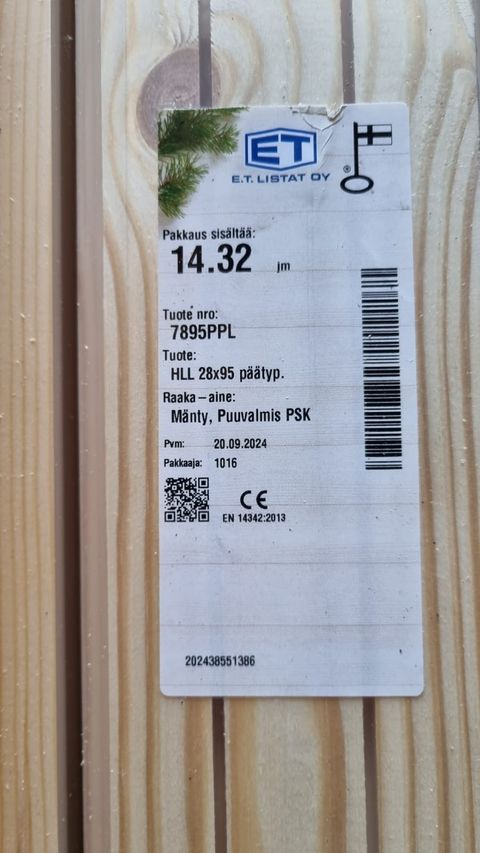 ET
E.T. LISTAT OY
®
Pakkaus sisältää:
14.32 jm
Tuote nro:
7895PPL
Tuote:
HLL 28x95 päätyp.
Raaka-aine:
Mänty, Puuvalmis PSK
Pvm: 20.09.2024
Pakkaaja: 1016
CE
EN 14342:2013
202438551386